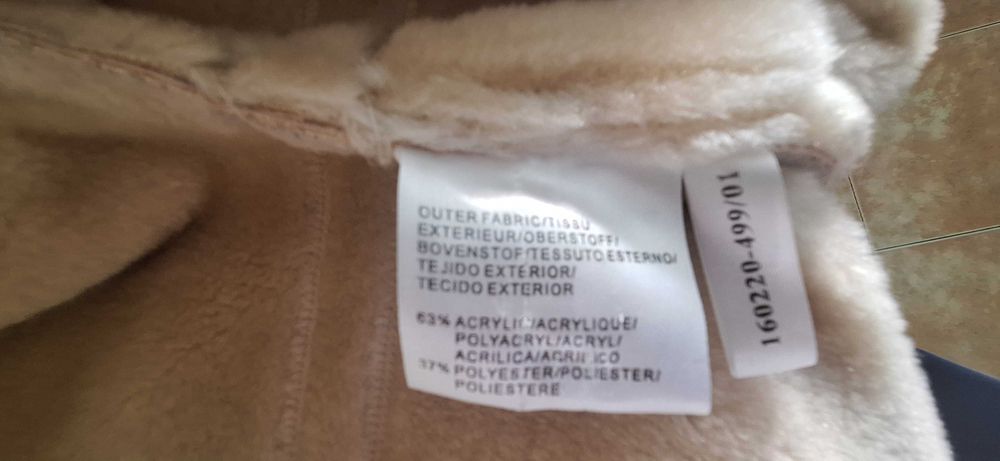 OUTER FABRIC/TISSU
EXTERIEUR/OBERSTOFF/
BOVENSTOF/TESSUTO ESTERNO/
TEJIDO EXTERIOR/
TECIDO EXTERIOR
63% ACRYLIC/ACRYLIQUE/
POLYACRYL/ACRYL/
ACRILICA/ACRILICO
37% POLYESTER/POLIESTER/
POLIESTERE
160220-499/01